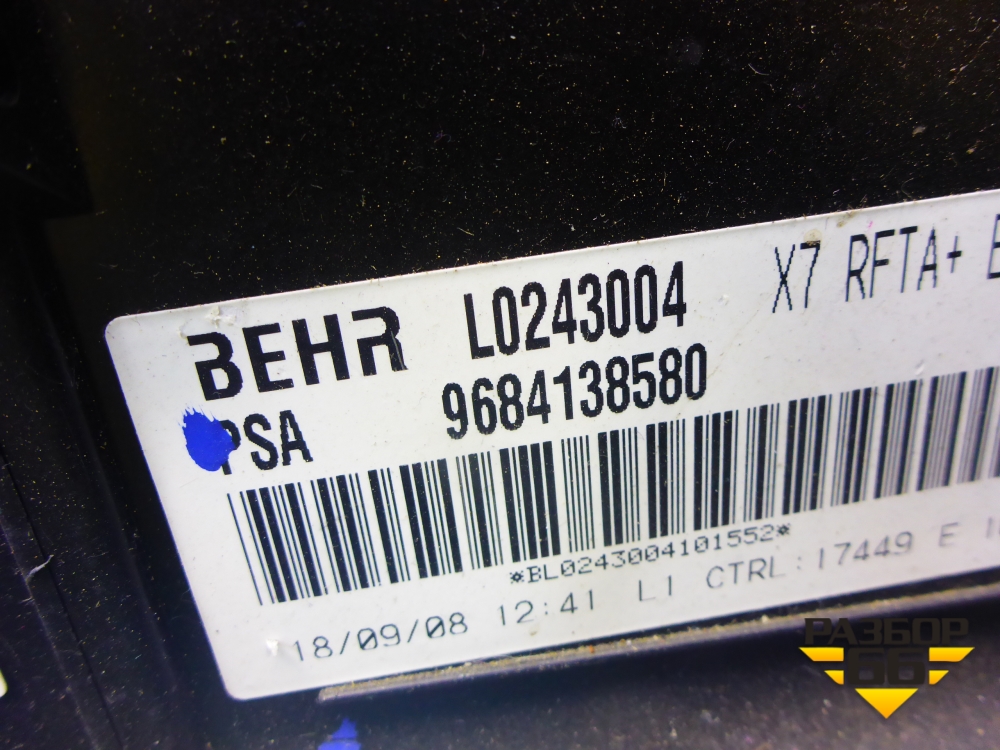 BEHR L0243004 X7 RFTA+
PSA 9684138580
*BL0243004101552*
18/09/08 12:41 L1 CTRL:17449 E
РАЗБОР
66